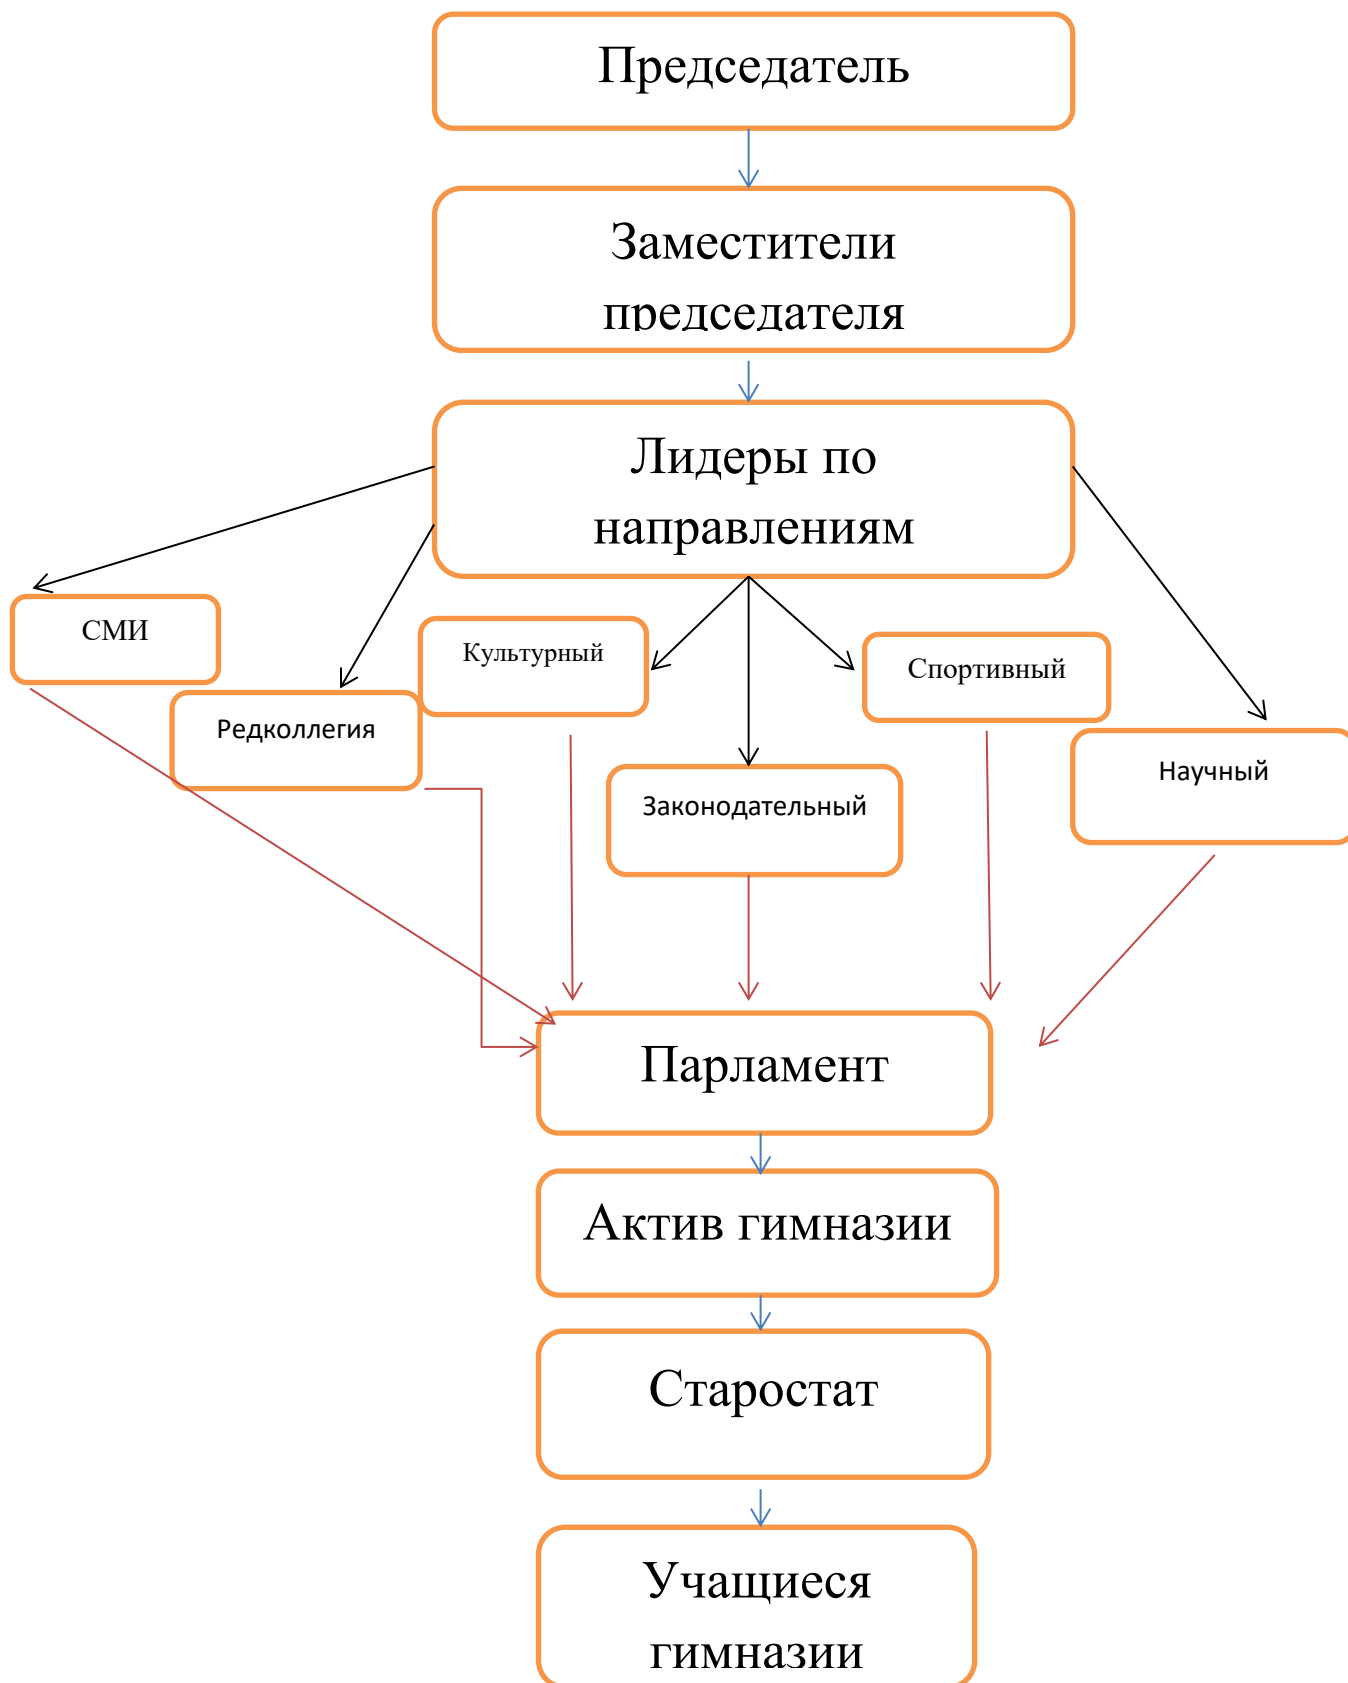 Председатель
Заместители
председателя
Лидеры по
направлениям
СМИ
Культурный
Спортивный
Редколлегия
Научный
Законодательный
Парламент
Актив гимназии
Старостат
Учащиеся
гимназии